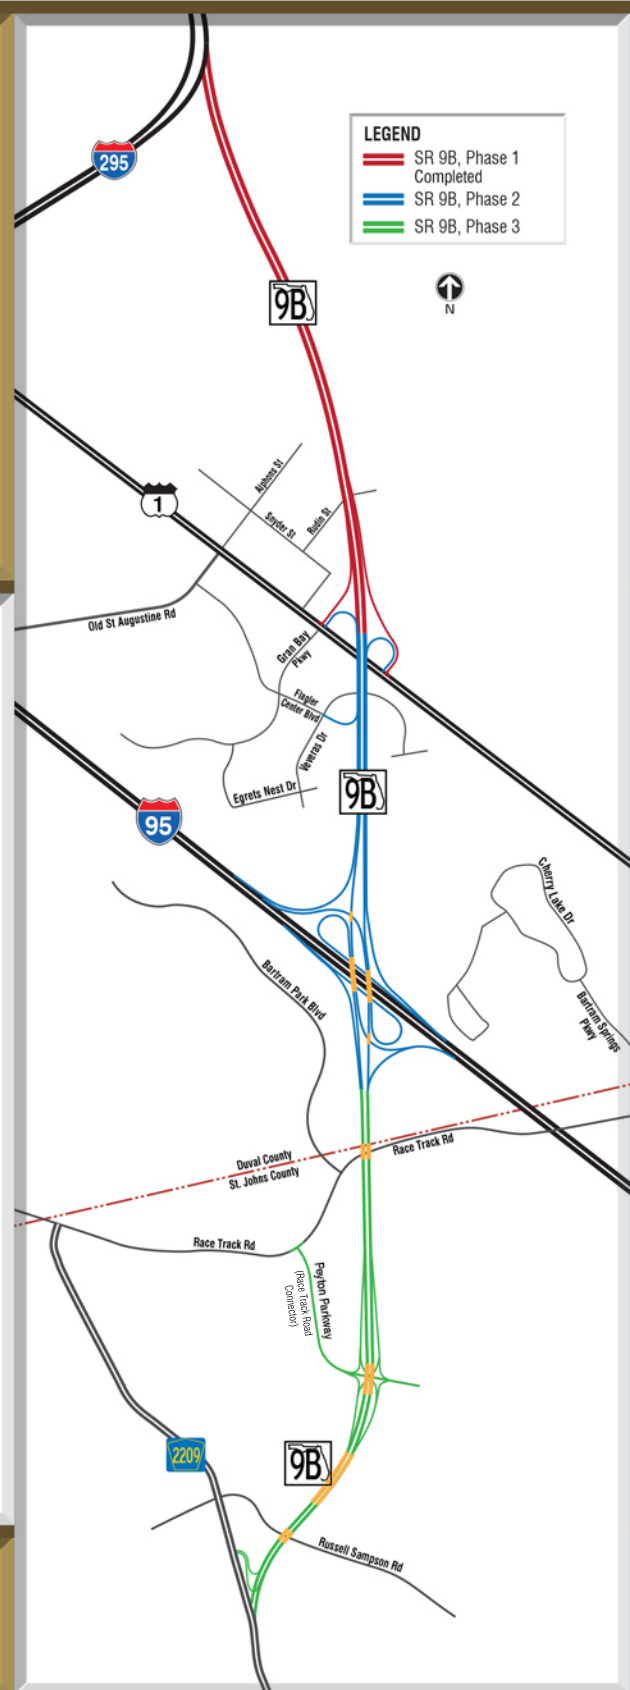 295
LEGEND
SR 9B, Phase 1
Completed
SR 9B, Phase 2
SR 9B, Phase 3
9B
N
1
Alphons St
Snyder St
Rudin St
Old St Augustine Rd
Gran Bay
Pkwy
Flagler
Center Blvd
Veveras Dr
Egrets Nest Dr
9B
95
Cherry Lake Dr
Bartram Park Blvd
Bartram Springs
Pkwy
Race Track Rd
Duval County
St. Johns County
Race Track Rd
Peyton Parkway
(Race Track Road
Connector)
9B
2209
Russell Sampson Rd